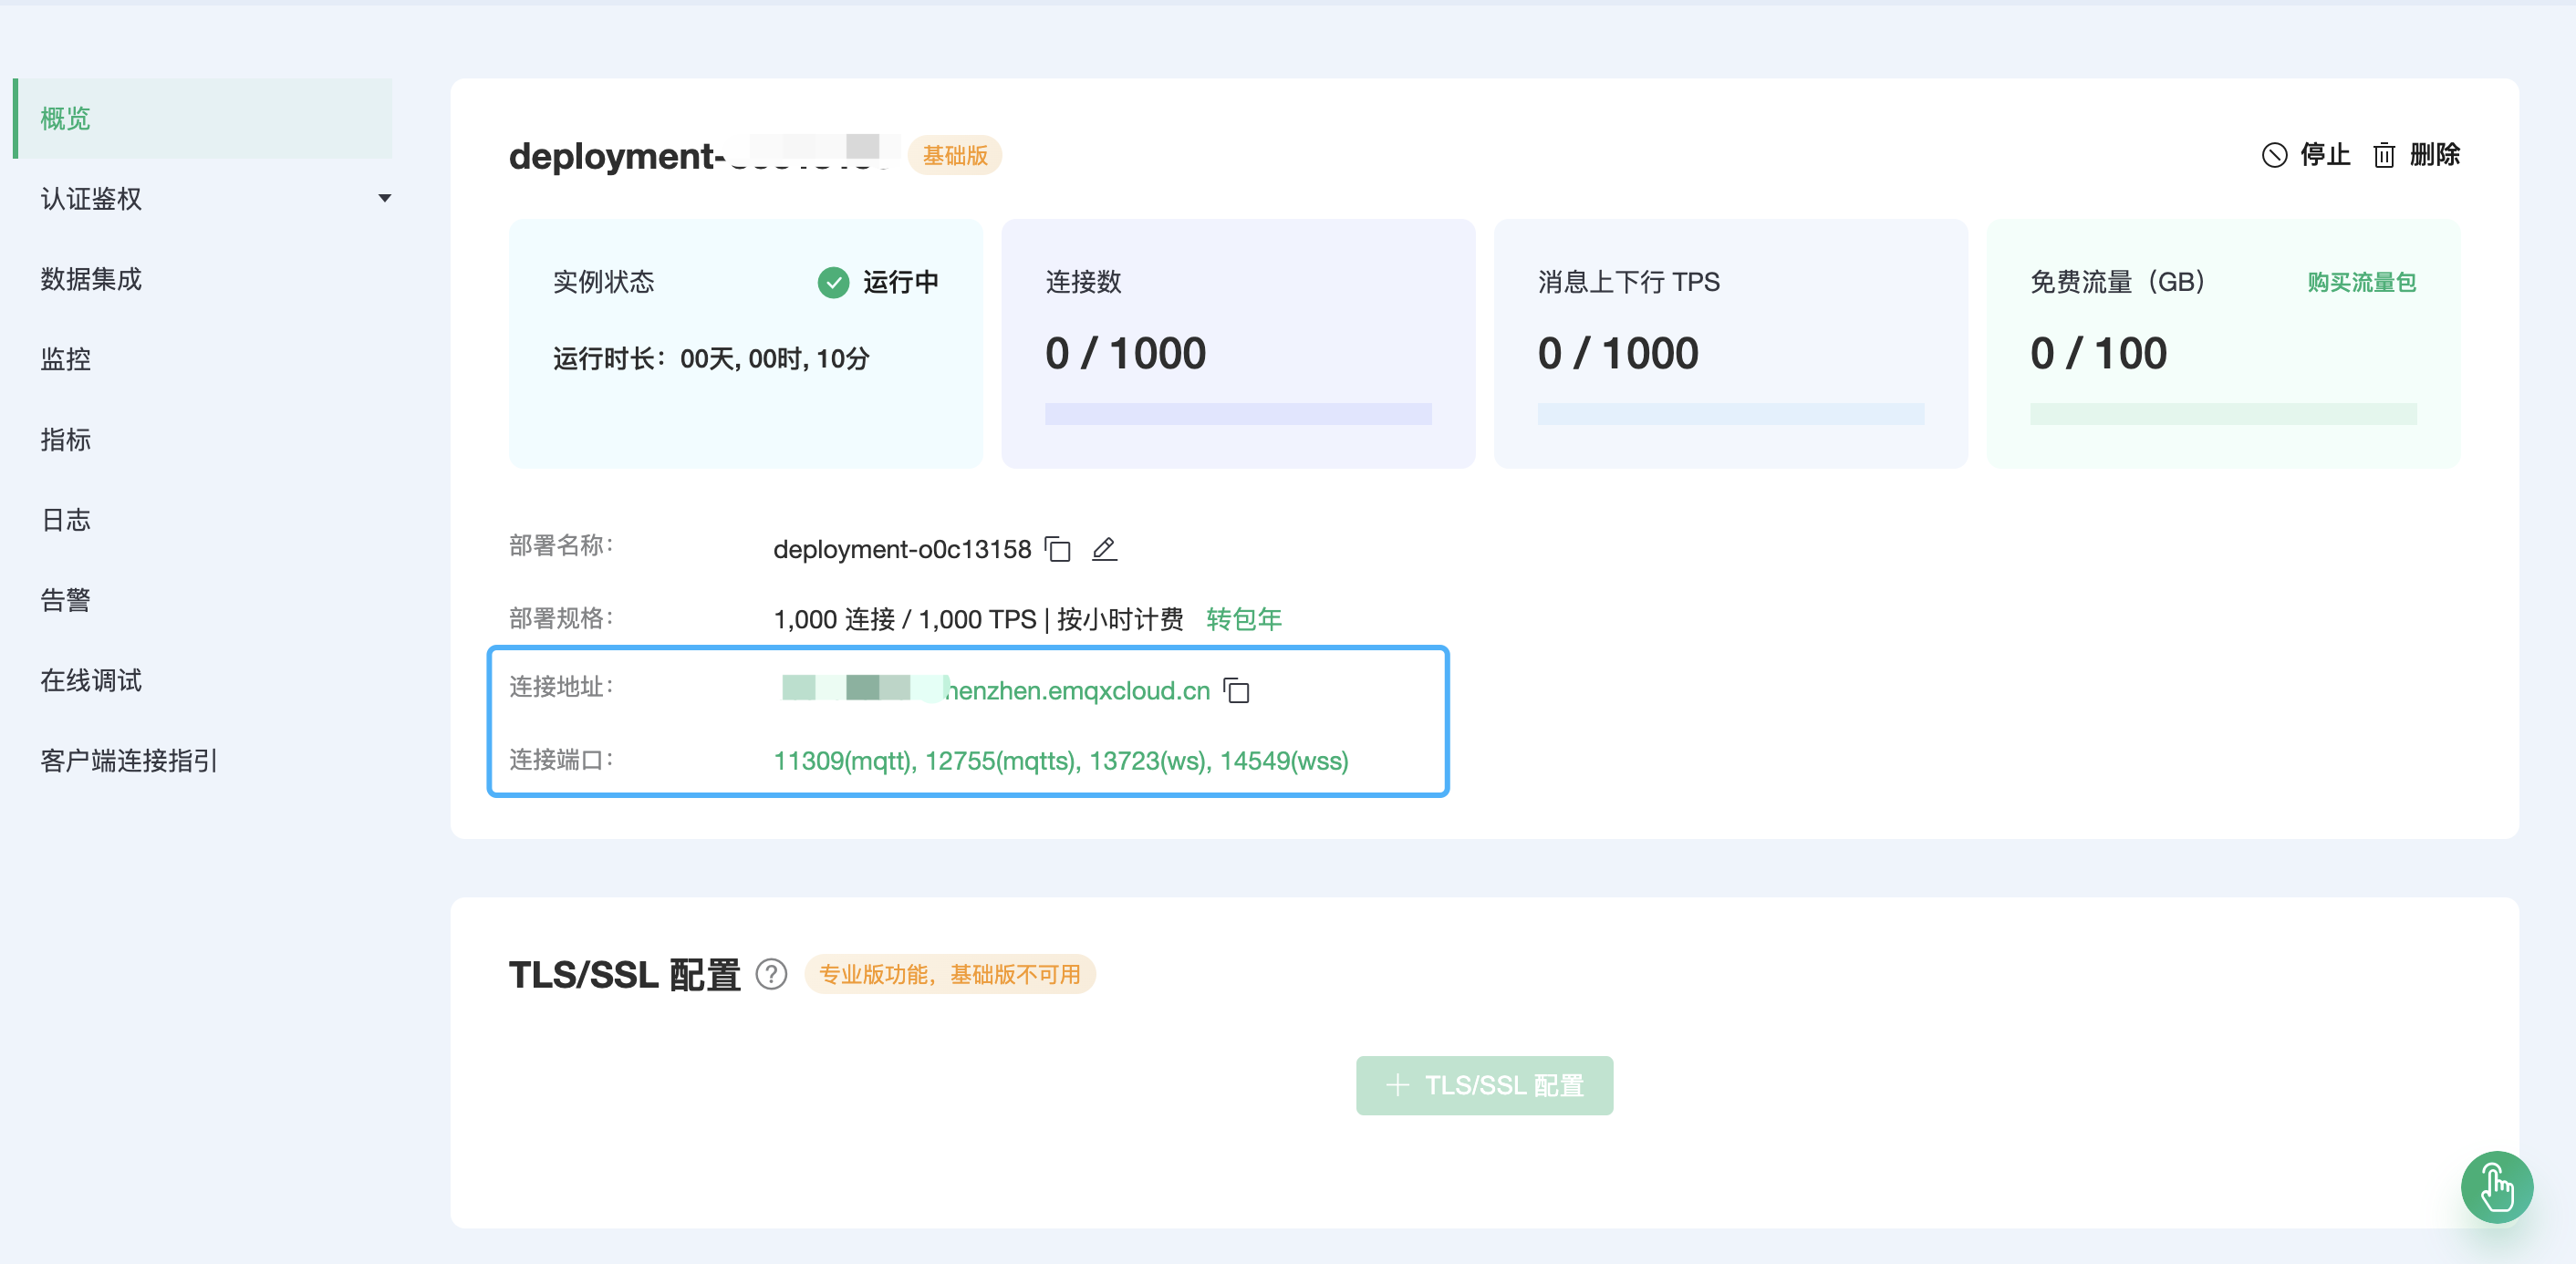 概览
认证鉴权
数据集成
监控
指标
日志
告警
在线调试
客户端连接指引
deployment- 基础版
停止 删除
实例状态 运行中
运行时长：00天, 00时, 10分
连接数
0 / 1000
消息上下行 TPS
0 / 1000
免费流量（GB） 购买流量包
0 / 100
部署名称： deployment-o0c13158
部署规格： 1,000 连接 / 1,000 TPS | 按小时计费 转包年
连接地址： henzhen.emqxcloud.cn
连接端口： 11309(mqtt), 12755(mqtts), 13723(ws), 14549(wss)
TLS/SSL 配置 ? 专业版功能，基础版不可用
+ TLS/SSL 配置